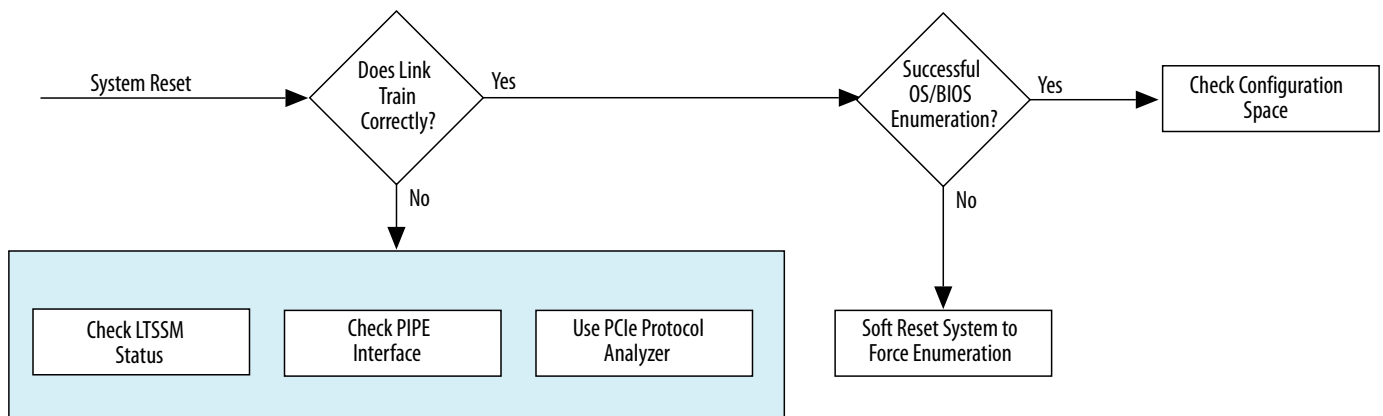 System Reset
Does Link
Train
Correctly?
Yes
Successful
OS/BIOS
Enumeration?
Yes
Check Configuration
Space
No
No
Check LTSSM
Status
Check PIPE
Interface
Use PCIe Protocol
Analyzer
Soft Reset System to
Force Enumeration